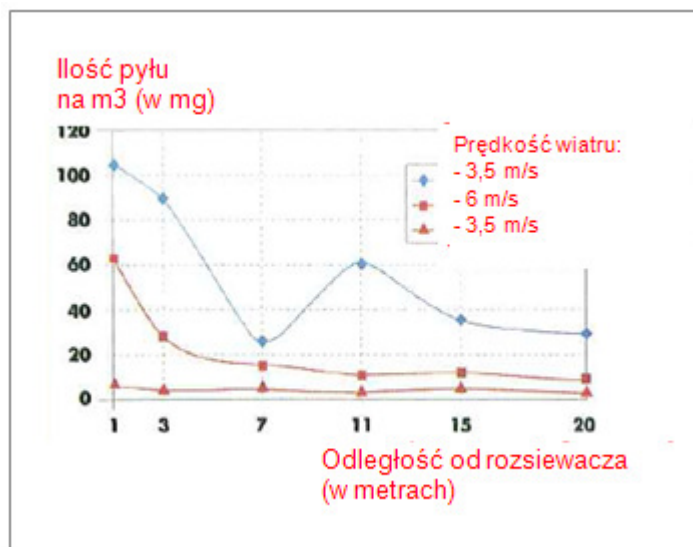 Ilość pyłu
na m3 (w mg)
120
100
80
60
40
20
0
Prędkość wiatru:
- 3,5 m/s
- 6 m/s
- 3,5 m/s
1 3 7 11 15 20
Odległość od rozsiewacza
(w metrach)